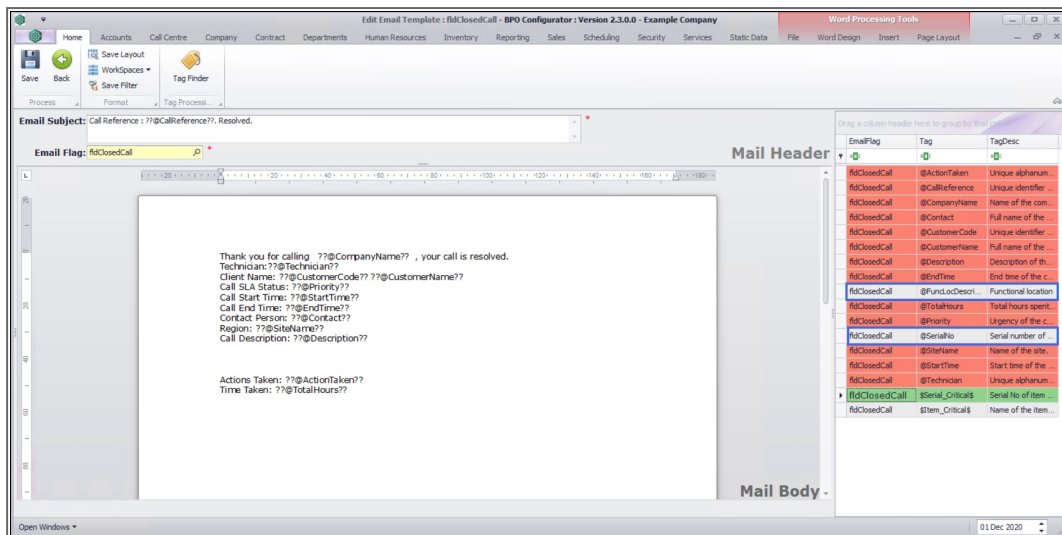 Edit Email Template : fldClosedCall - BPO Configurator : Version 2.3.0.0 - Example Company
Word Processing Tools
Home Accounts Call Centre Company Contract Departments Human Resources Inventory Reporting Sales Scheduling Security Services Static Data File Word Design Insert Page Layout
Save
Back
Save Layout
WorkSpaces
Save Filter
Tag Finder
Process
Format
Tag Processi...
Email Subject: Call Reference : ??@CallReference??. Resolved. *
Email Flag: fldClosedCall *
Mail Header
Thank you for calling ??@CompanyName?? , your call is resolved.
Technician:??@Technician??
Client Name: ??@CustomerCode?? ??@CustomerName??
Call SLA Status: ??@Priority??
Call Start Time: ??@StartTime??
Call End Time: ??@EndTime??
Contact Person: ??@Contact??
Region: ??@SiteName??
Call Description: ??@Description??
Actions Taken: ??@ActionTaken??
Time Taken: ??@TotalHours??
Mail Body
Drag a column header here to group by that
EmailFlag Tag TagDesc
fldClosedCall @ActionTaken Unique alphanum...
fldClosedCall @CallReference Unique identifier ...
fldClosedCall @CompanyName Name of the com...
fldClosedCall @Contact Full name of the ...
fldClosedCall @CustomerCode Unique identifier ...
fldClosedCall @CustomerName Full name of the ...
fldClosedCall @Description Description of th...
fldClosedCall @EndTime End time of the c...
fldClosedCall @FuncLocDescri... Functional location
fldClosedCall @TotalHours Total hours spent...
fldClosedCall @Priority Urgency of the c...
fldClosedCall @SerialNo Serial number of ...
fldClosedCall @SiteName Name of the site.
fldClosedCall @StartTime Start time of the ...
fldClosedCall @Technician Unique alphanum...
fldClosedCall $Serial_Critical$ Serial No of item ...
fldClosedCall $Item_Critical$ Name of the item...
Open Windows
01 Dec 2020